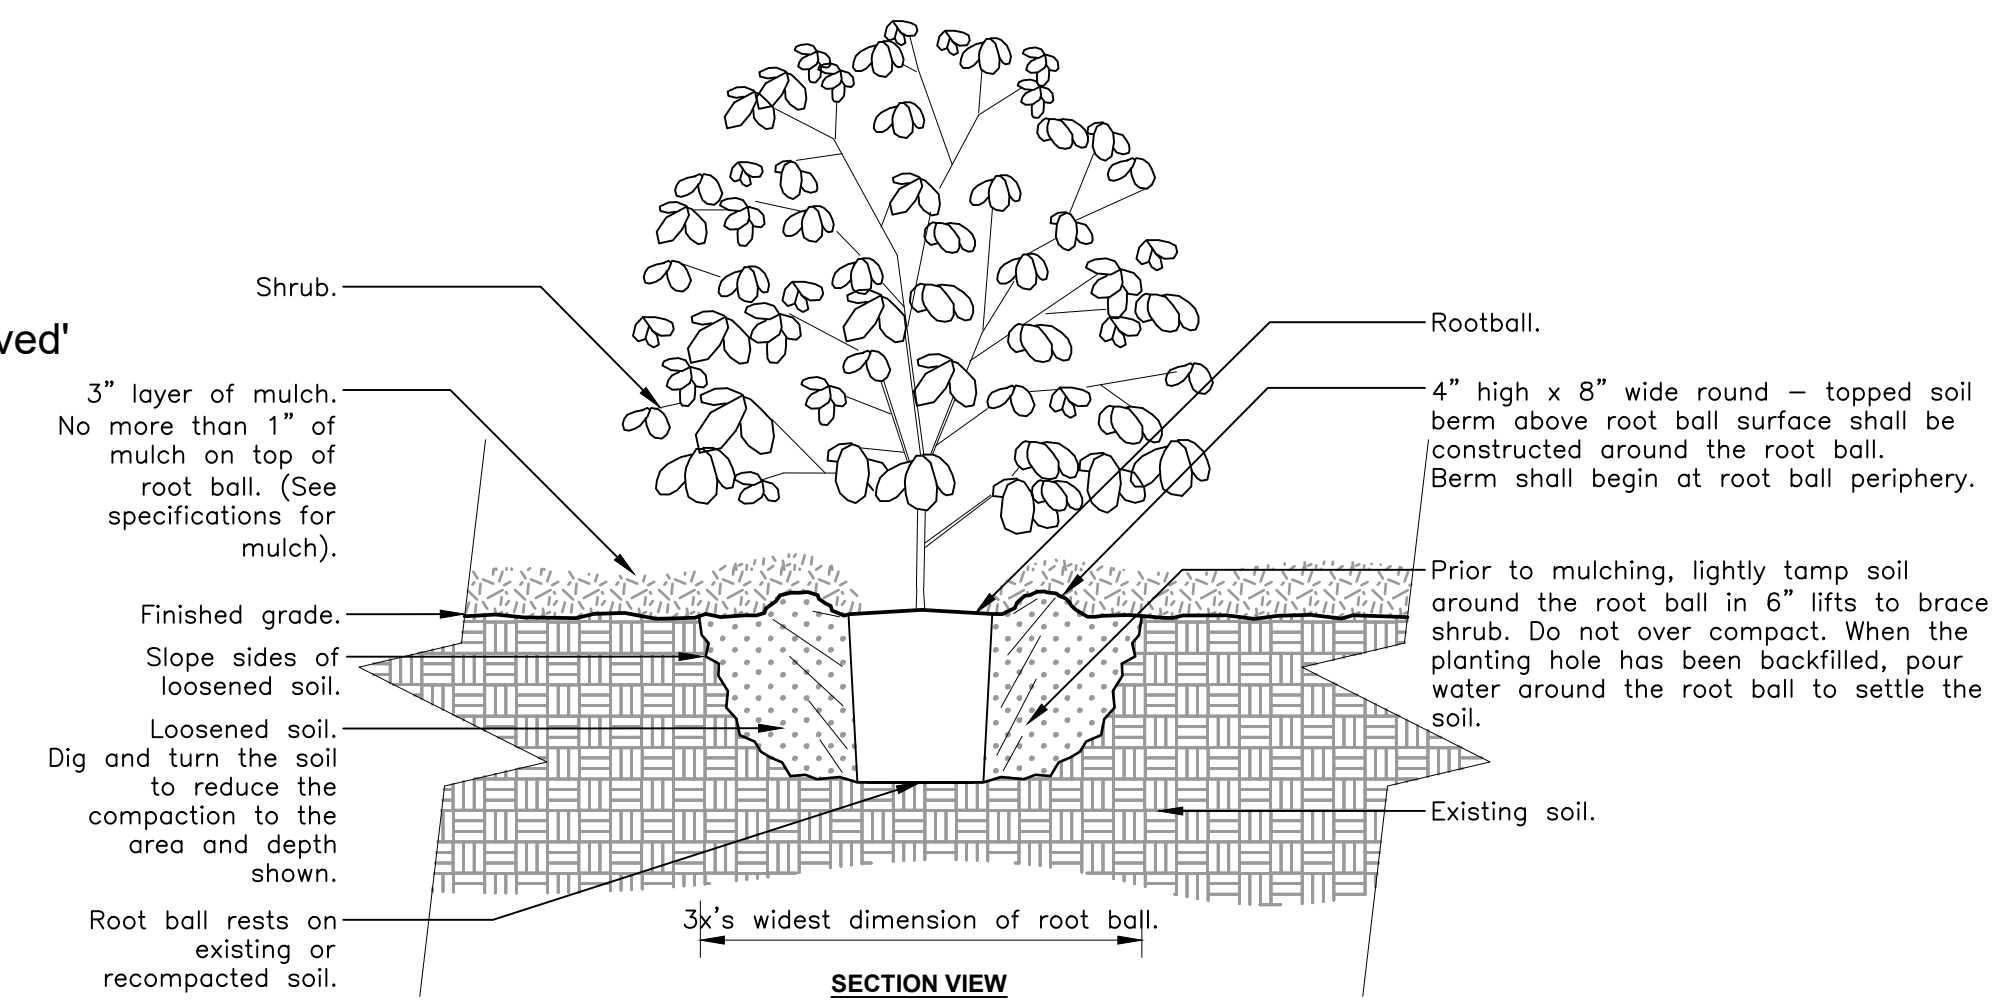 Shrub.
ved'
3" layer of mulch.
No more than 1" of
mulch on top of
root ball. (See
specifications for
mulch).
Finished grade.
Slope sides of
loosened soil.
Loosened soil.
Dig and turn the soil
to reduce the
compaction to the
area and depth
shown.
Root ball rests on
existing or
recompacted soil.
Rootball.
4" high x 8" wide round – topped soil
berm above root ball surface shall be
constructed around the root ball.
Berm shall begin at root ball periphery.
Prior to mulching, lightly tamp soil
around the root ball in 6" lifts to brace
shrub. Do not over compact. When the
planting hole has been backfilled, pour
water around the root ball to settle the
soil.
Existing soil.
3x's widest dimension of root ball.
SECTION VIEW